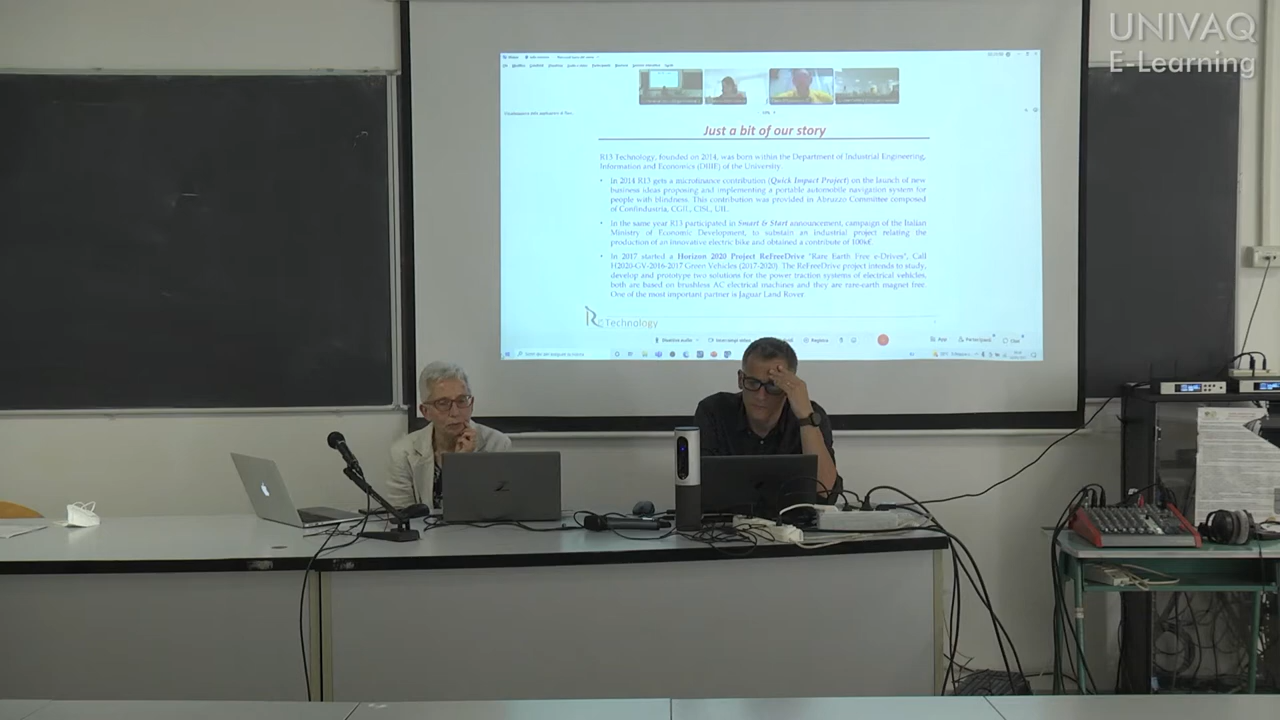 UNIVAQ
E-Learning
Just a bit of our story
R13 Technology, founded on 2014, was born within the Department of Industrial Engineering,
Information and Economics (DIIIE) of the University.
• In 2014 R13 gets a microfinance contribution (Quick Impact Project) on the launch of new
business ideas proposing and implementing a portable automobile navigation system for
people with blindness. This contribution was provided in Abruzzo Committee composed
of Confindustria, CGIL, CISL, UIL.
• In the same year R13 participated in Smart & Start announcement, campaign of the Italian
Ministry of Economic Development, to substain an industrial project relating the
production of an innovative electric bike and obtained a contribute of 100k€.
• In 2017 started a Horizon 2020 Project ReFreeDrive "Rare Earth Free e-Drives", Call
H2020-GV-2016-2017 Green Vehicles (2017-2020). The ReFreeDrive project intends to study,
develop and prototype two solutions for the power traction systems of electrical vehicles,
both are based on brushless AC electrical machines and they are rare-earth magnet free.
One of the most important partner is Jaguar Land Rover
Technology
Disattiva audio
Registra
App
Partecipanti
Chat